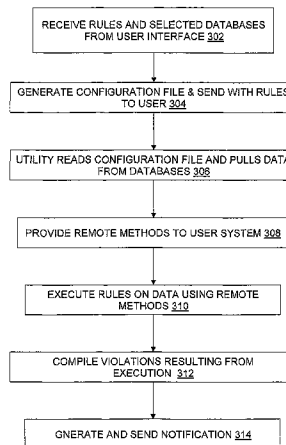 RECEIVE RULES AND SELECTED DATABASES
FROM USER INTERFACE 302
GENERATE CONFIGURATION FILE & SEND WITH RULES
TO USER 304
UTILITY READS CONFIGURATION FILE AND PULLS DATA
FROM DATABASES 306
PROVIDE REMOTE METHODS TO USER SYSTEM 308
EXECUTE RULES ON DATA USING REMOTE
METHODS 310
COMPILE VIOLATIONS RESULTING FROM
EXECUTION 312
GNERATE AND SEND NOTIFICATION 314